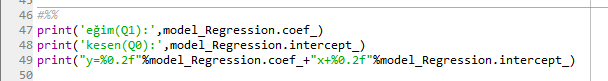 46 #%%
47 print('eğim(Q1):',model_Regression.coef_)
48 print('kesen(Q0):',model_Regression.intercept_)
49 print("y=%0.2f"%model_Regression.coef_+"x+%0.2f"%model_Regression.intercept_)
50